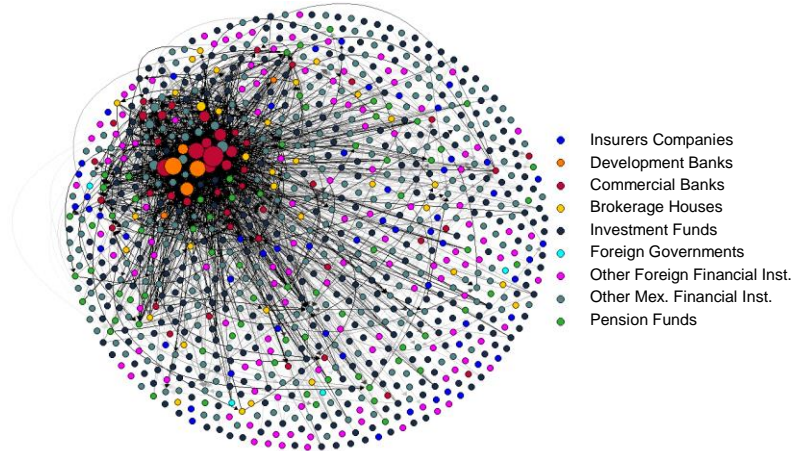 Insurers Companies
Development Banks
Commercial Banks
Brokerage Houses
Investment Funds
Foreign Governments
Other Foreign Financial Inst.
Other Mex. Financial Inst.
Pension Funds